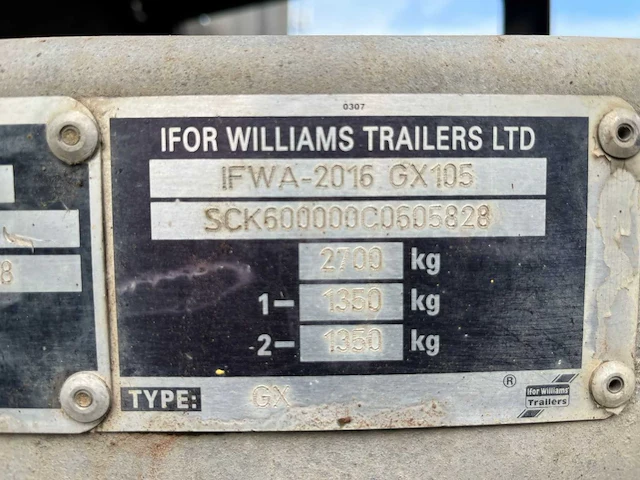 0307
IFOR WILLIAMS TRAILERS LTD
IFWA-2016 GX105
SCK600000C0605828
8
2700 kg
1- 1350 kg
2- 1350 kg
TYPE: GX
®
Ifor Williams
Trailers